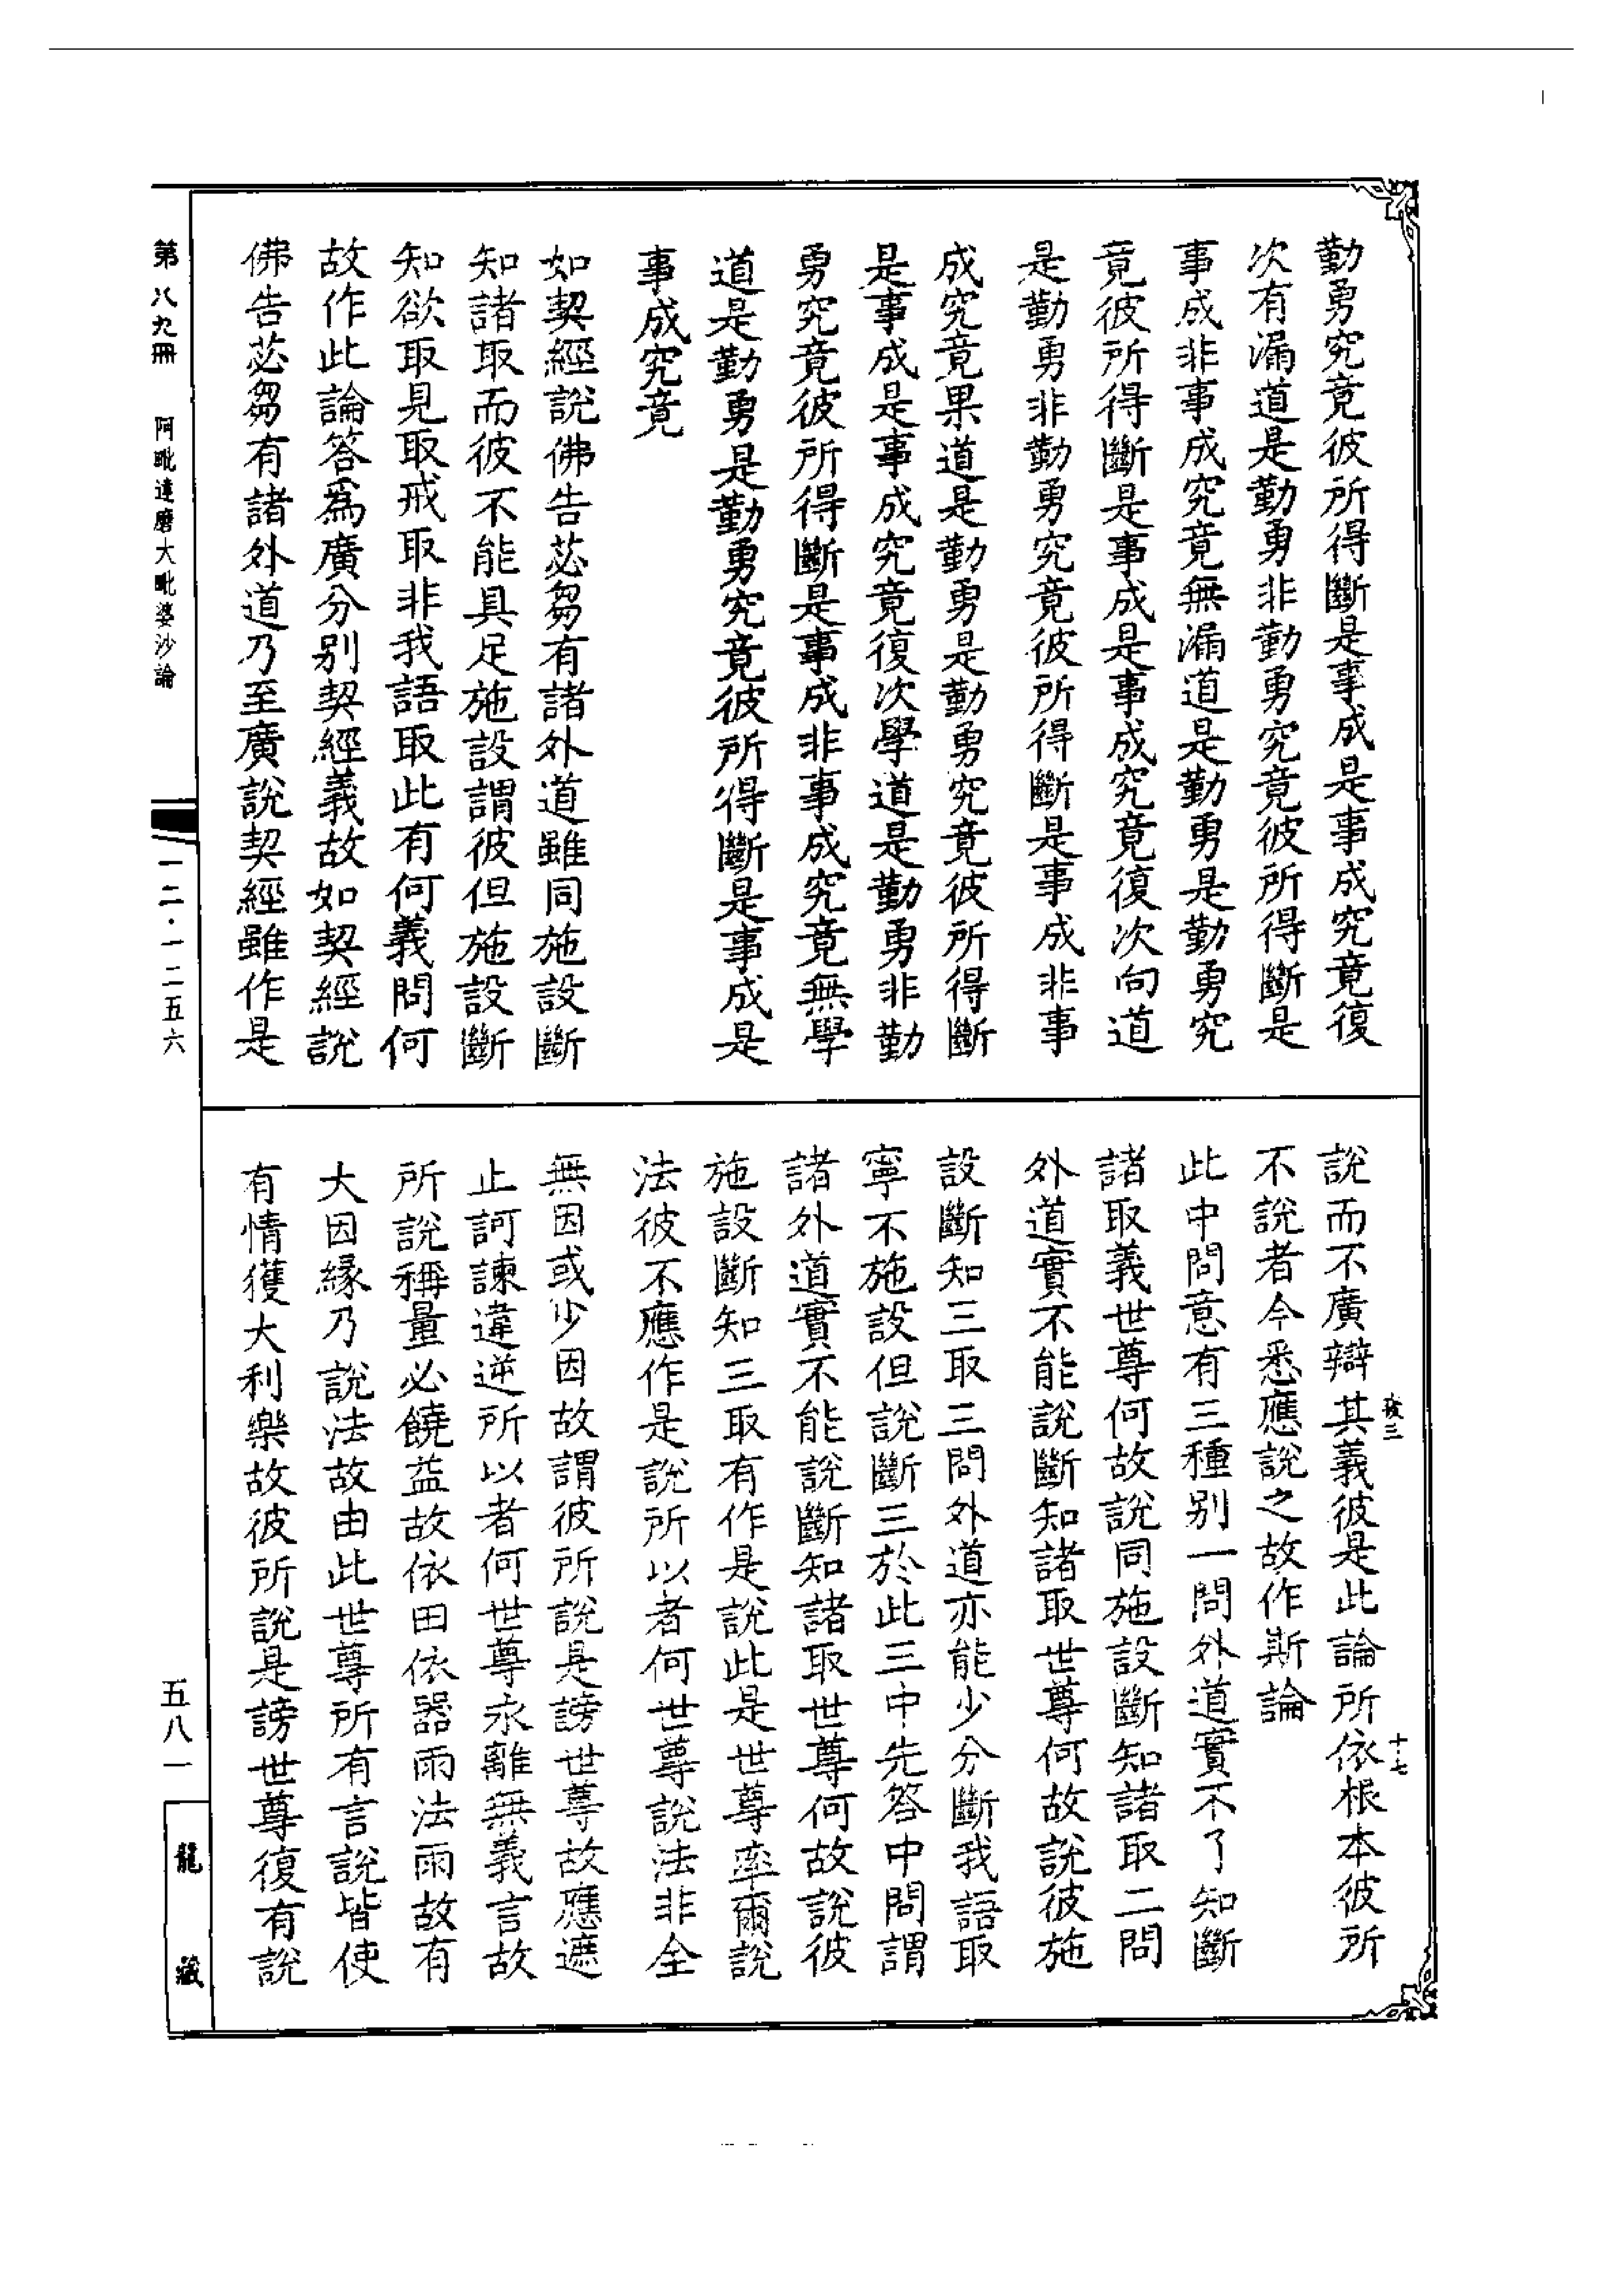 勤勇究竟彼所得斷是事成是事成究竟復
次有漏道是勤勇非勤勇究竟彼所得斷是
事成非事成究竟無漏道是勤勇是勤勇究
竟彼所得斷是事成是事成究竟復次向道
是勤勇非勤勇究竟彼所得斷是事成非事
成究竟果道是勤勇是勤勇究竟彼所得斷
是事成是事成究竟復次學道是勤勇非勤
勇究竟彼所得斷是事成非事成究竟無學
道是勤勇是勤勇究竟彼所得斷是事成是
事成究竟
如契經說佛告苾芻有諸外道雖同施設斷
知諸取而彼不能具足施設謂彼但施設斷
知欲取見取戒取非我語取此有何義問何
故作此論答為廣分別契經義故如契經說
佛告苾芻有諸外道乃至廣說契經雖作是
說而不廣辯其義彼是此論所依根本彼所
不說者今悉應說之故作斯論
此中問意有三種別一問外道實不了知斷
諸取義世尊何故說同施設斷知諸取二問
外道實不能說斷知諸取世尊何故說彼施
設斷知三取三問外道亦能少分斷我語取
寧不施設但說斷三於此三中先答中問謂
諸外道實不能說斷知諸取世尊何故說彼
施設斷知三取有作是說此是世尊率爾說
法彼不應作是說所以者何世尊說法非全
無因或少因故謂彼所說是謗世尊故應遮
止訶諫違逆所以者何世尊永離無義言故
所說稱量必饒益故依田依器雨法雨故有
大因緣乃說法故由此世尊所有言說皆使
有情獲大利樂故彼所說是謗世尊復有說
第八九冊 阿毗達磨大毗婆沙論
一二·一二五六
五八一
龍藏
十七